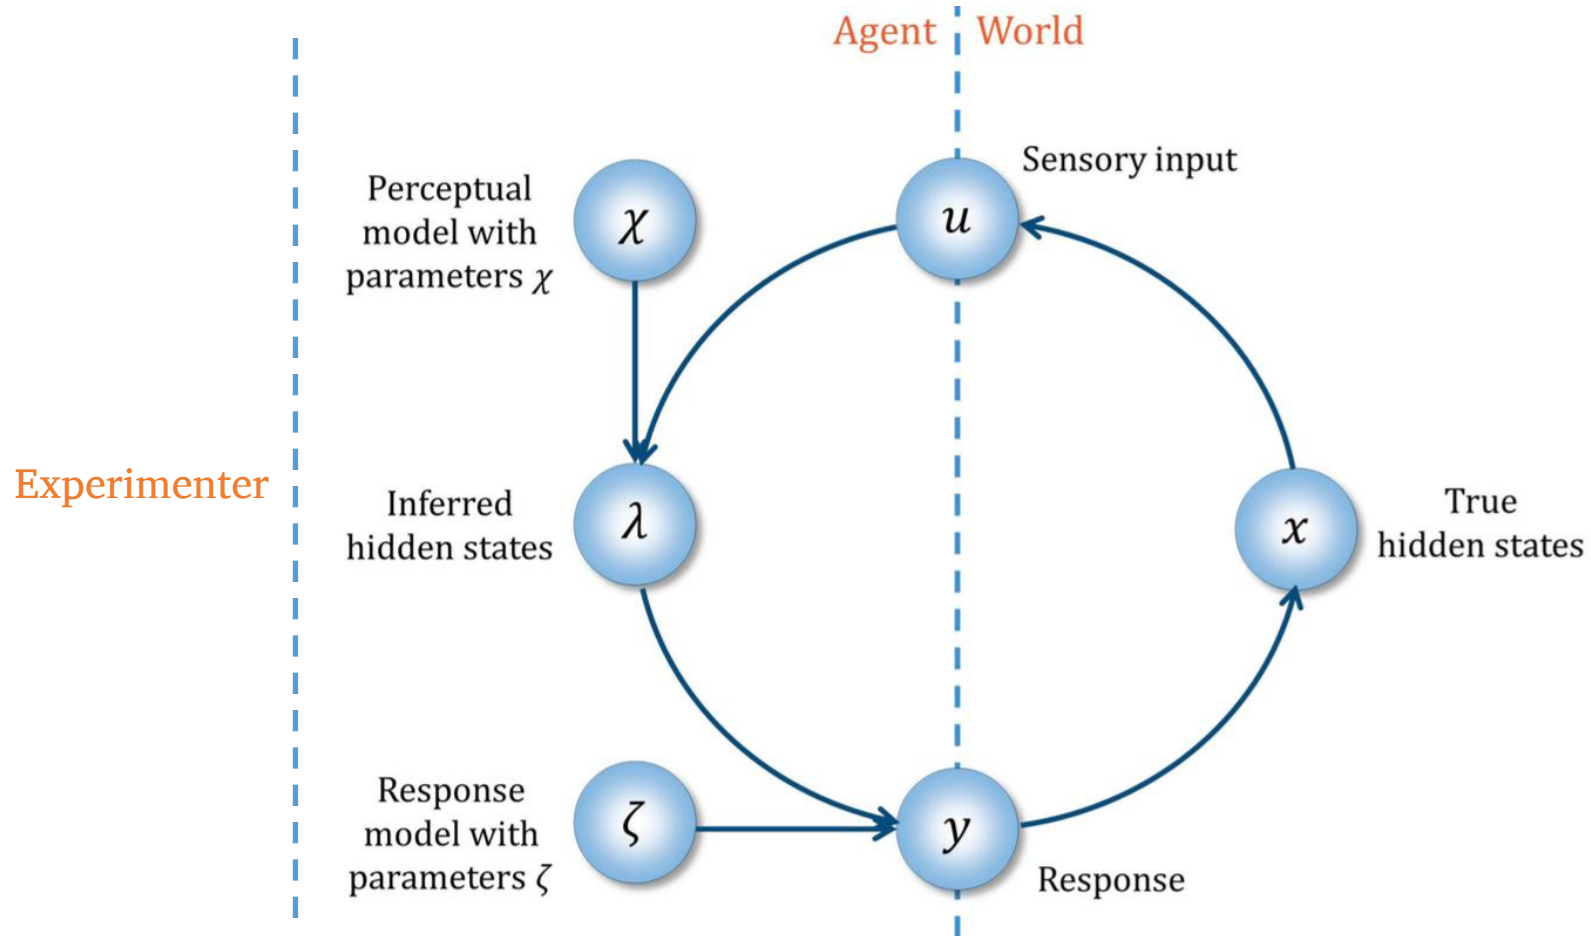 Agent World
Sensory input
u
Perceptual
model with
parameters χ
χ
Experimenter
Inferred
hidden states
λ
x
True
hidden states
Response
model with
parameters ζ
ζ
y
Response